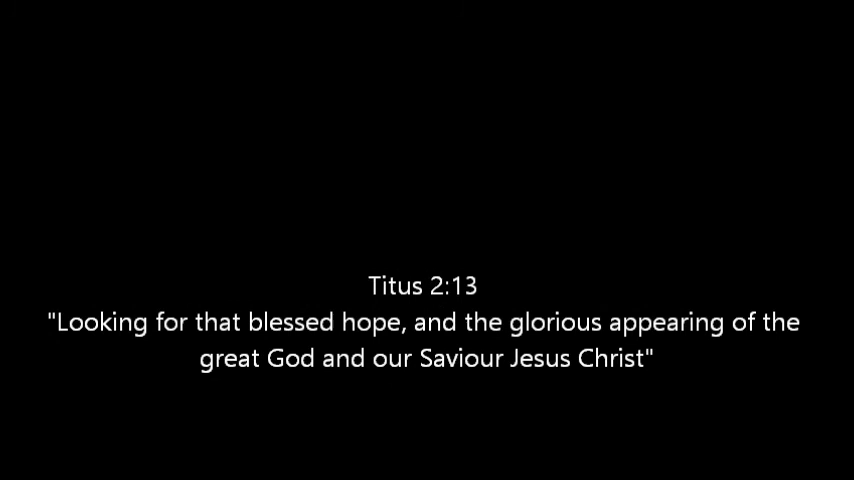 Titus 2:13
"Looking for that blessed hope, and the glorious appearing of the
great God and our Saviour Jesus Christ"